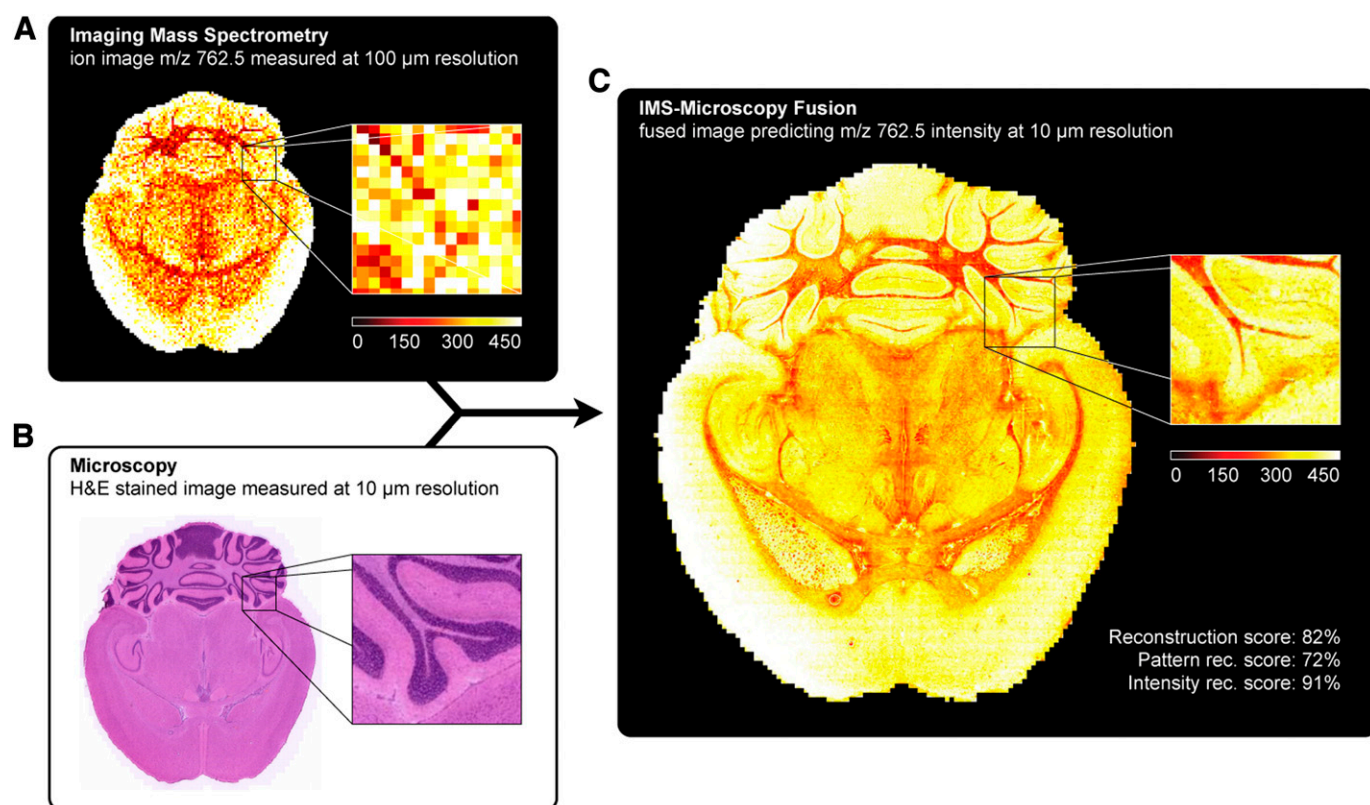 A
Imaging Mass Spectrometry
ion image m/z 762.5 measured at 100 µm resolution
0 150 300 450
B
Microscopy
H&E stained image measured at 10 µm resolution
C
IMS-Microscopy Fusion
fused image predicting m/z 762.5 intensity at 10 µm resolution
0 150 300 450
Reconstruction score: 82%
Pattern rec. score: 72%
Intensity rec. score: 91%